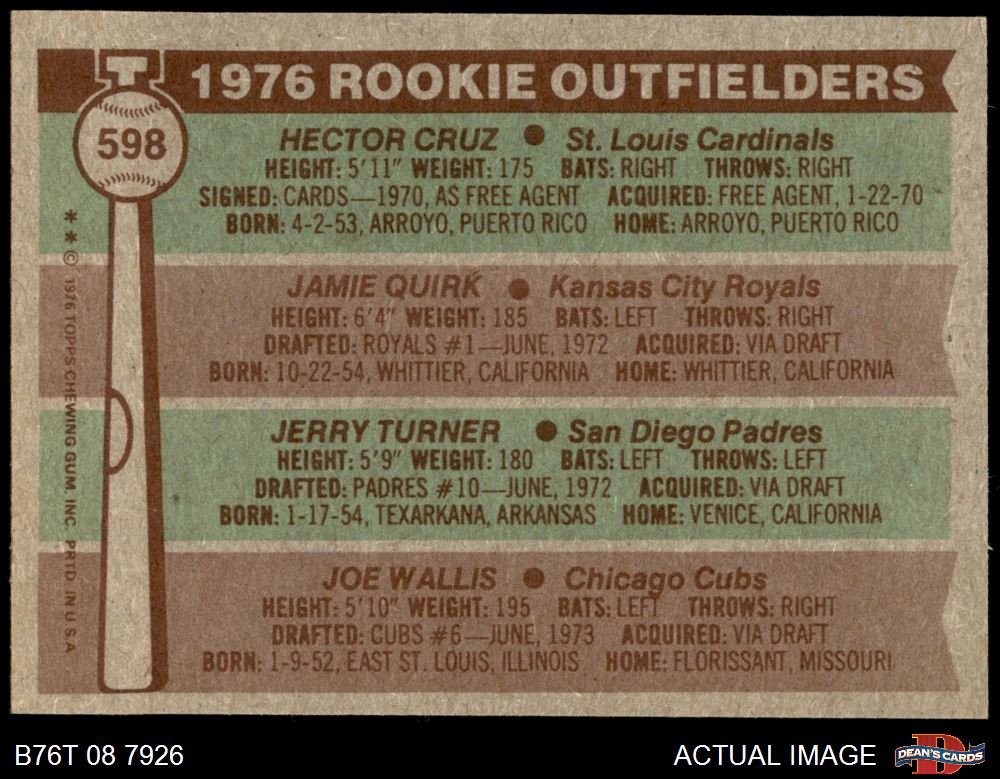 1976 ROOKIE OUTFIELDERS
598
HECTOR CRUZ ● St. Louis Cardinals
HEIGHT: 5'11" WEIGHT: 175 BATS: RIGHT THROWS: RIGHT
SIGNED: CARDS—1970, AS FREE AGENT ACQUIRED: FREE AGENT, 1-22-70
BORN: 4-2-53, ARROYO, PUERTO RICO HOME: ARROYO, PUERTO RICO
JAMIE QUIRK ● Kansas City Royals
HEIGHT: 6'4" WEIGHT: 185 BATS: LEFT THROWS: RIGHT
DRAFTED: ROYALS #1—JUNE, 1972 ACQUIRED: VIA DRAFT
BORN: 10-22-54, WHITTIER, CALIFORNIA HOME: WHITTIER, CALIFORNIA
JERRY TURNER ● San Diego Padres
HEIGHT: 5'9" WEIGHT: 180 BATS: LEFT THROWS: LEFT
DRAFTED: PADRES #10—JUNE, 1972 ACQUIRED: VIA DRAFT
BORN: 1-17-54, TEXARKANA, ARKANSAS HOME: VENICE, CALIFORNIA
JOE WALLIS ● Chicago Cubs
HEIGHT: 5'10" WEIGHT: 195 BATS: LEFT THROWS: RIGHT
DRAFTED: CUBS #6—JUNE, 1973 ACQUIRED: VIA DRAFT
BORN: 1-9-52, EAST ST. LOUIS, ILLINOIS HOME: FLORISSANT, MISSOURI
** © 1976 TOPPS CHEWING GUM, INC. PRTD. IN U.S.A.
B76T 08 7926
ACTUAL IMAGE
DEAN'S CARDS